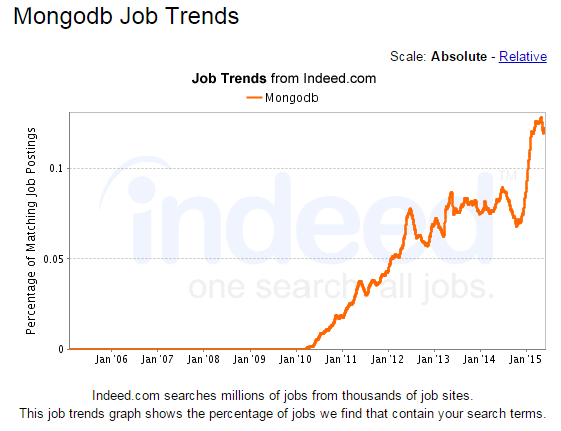 Mongodb Job Trends
Scale: Absolute - Relative
Job Trends from Indeed.com
Mongodb
Percentage of Matching Job Postings
0.1
0.05
0
indeed™
one search. all jobs.
Jan'06 Jan'07 Jan'08 Jan'09 Jan'10 Jan'11 Jan'12 Jan'13 Jan'14 Jan'15
Indeed.com searches millions of jobs from thousands of job sites.
This job trends graph shows the percentage of jobs we find that contain your search terms.